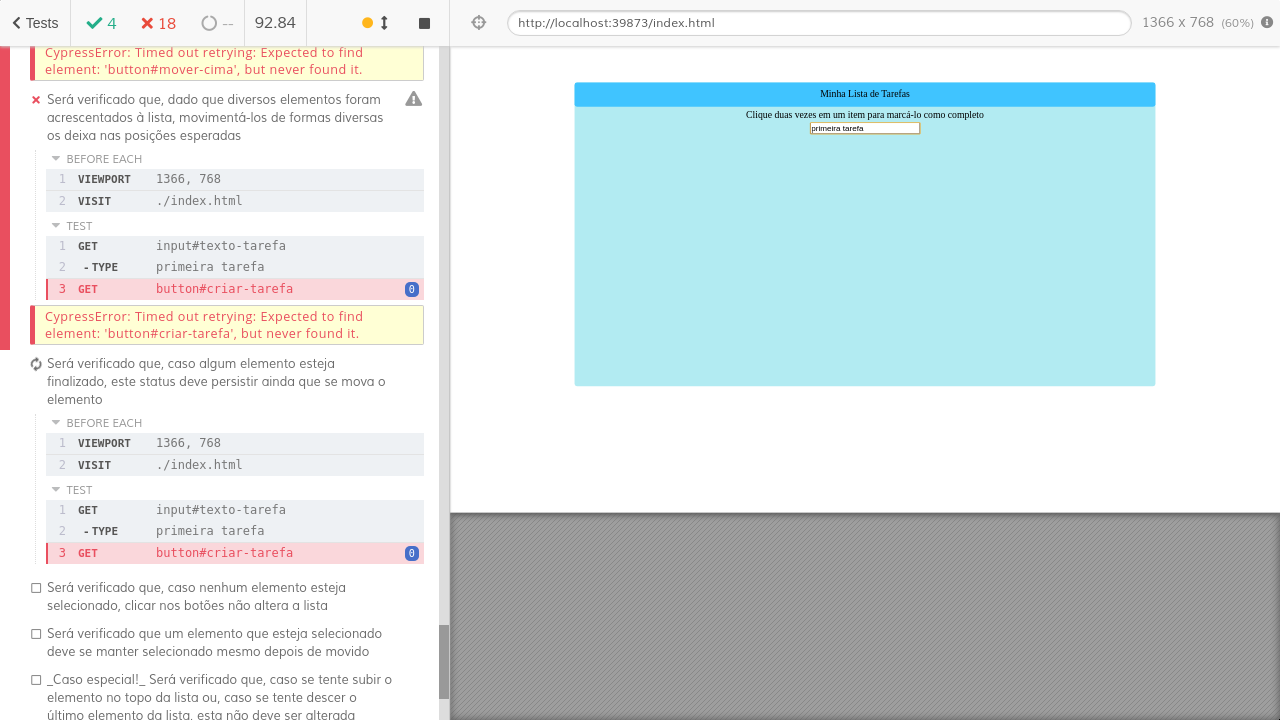 Tests 4 18 -- 92.84 http://localhost:39873/index.html 1366 x 768 (60%)
CypressError: Timed out retrying: Expected to find
element: 'button#mover-cima', but never found it.
Será verificado que, dado que diversos elementos foram
acrescentados à lista, movimentá-los de formas diversas
os deixa nas posições esperadas
BEFORE EACH
1 VIEWPORT 1366, 768
2 VISIT ./index.html
TEST
1 GET input#texto-tarefa
2 -TYPE primeira tarefa
3 GET button#criar-tarefa 0
CypressError: Timed out retrying: Expected to find
element: 'button#criar-tarefa', but never found it.
Será verificado que, caso algum elemento esteja
finalizado, este status deve persistir ainda que se mova o
elemento
BEFORE EACH
1 VIEWPORT 1366, 768
2 VISIT ./index.html
TEST
1 GET input#texto-tarefa
2 -TYPE primeira tarefa
3 GET button#criar-tarefa 0
Será verificado que, caso nenhum elemento esteja
selecionado, clicar nos botões não altera a lista
Será verificado que um elemento que esteja selecionado
deve se manter selecionado mesmo depois de movido
_Caso especial!_ Será verificado que, caso se tente subir o
elemento no topo da lista ou, caso se tente descer o
último elemento da lista, esta não deve ser alterada
Minha Lista de Tarefas
Clique duas vezes em um item para marcá-lo como completo
primeira tarefa